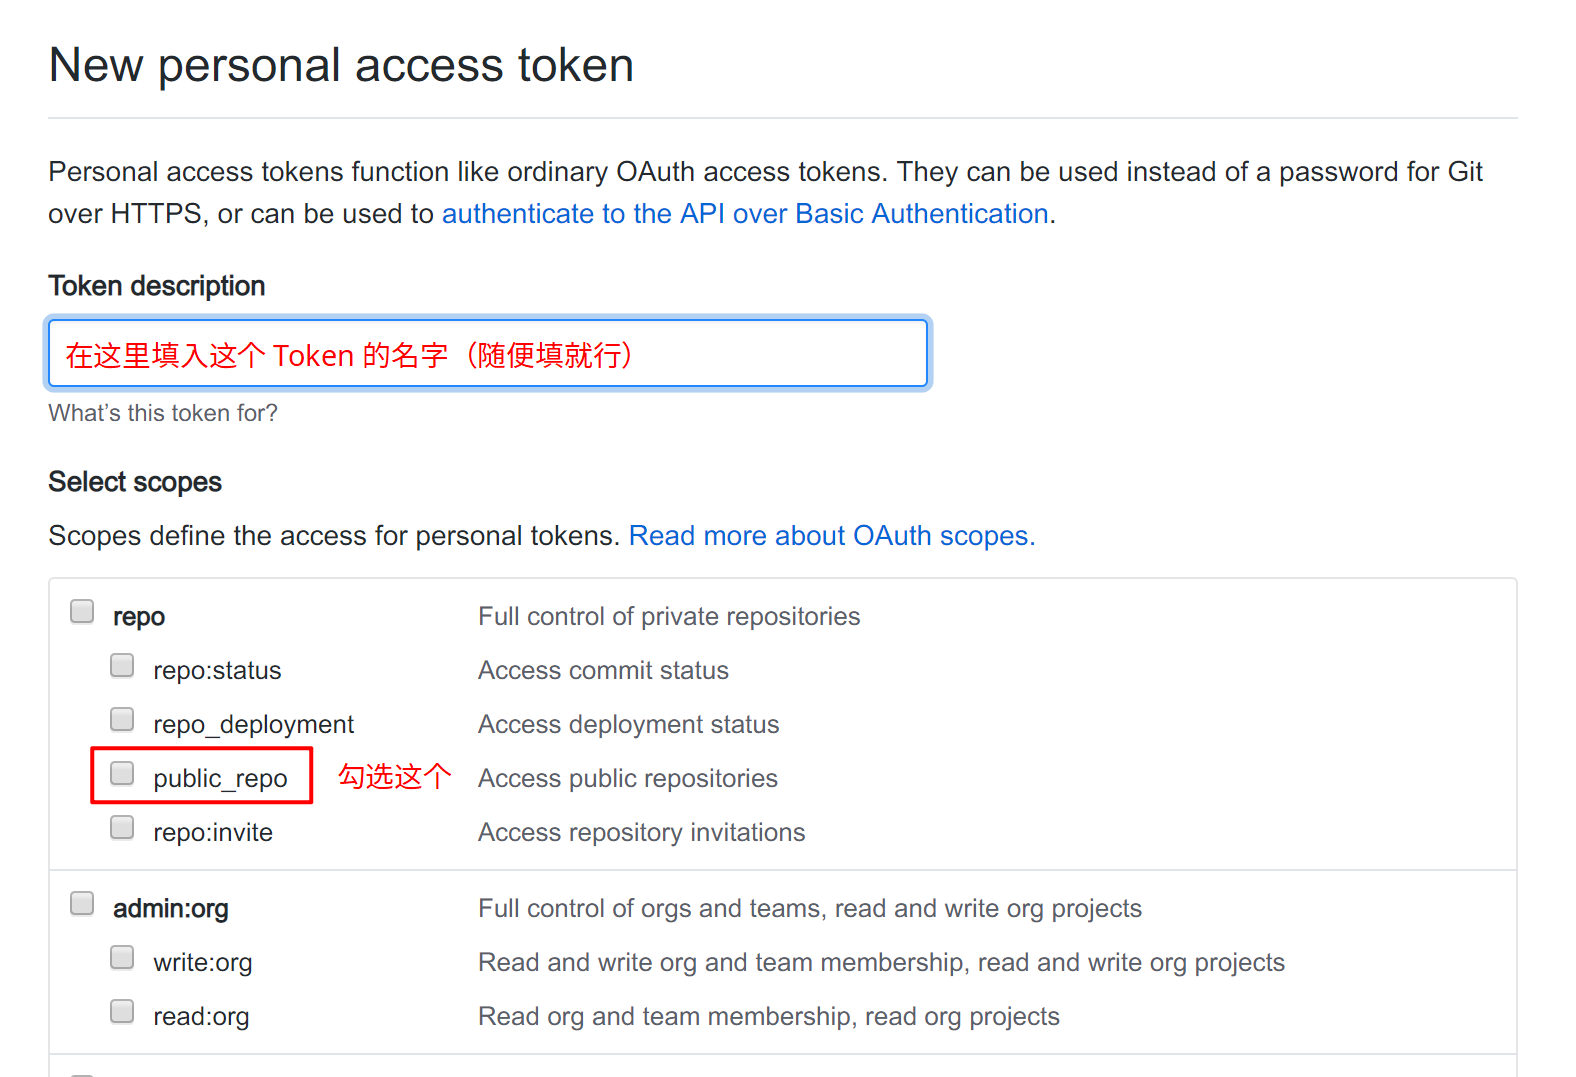 New personal access token
Personal access tokens function like ordinary OAuth access tokens. They can be used instead of a password for Git
over HTTPS, or can be used to authenticate to the API over Basic Authentication.
Token description
在这里填入这个 Token 的名字（随便填就行）
What's this token for?
Select scopes
Scopes define the access for personal tokens. Read more about OAuth scopes.
repo Full control of private repositories
repo:status Access commit status
repo_deployment Access deployment status
public_repo 勾选这个 Access public repositories
repo:invite Access repository invitations
admin:org Full control of orgs and teams, read and write org projects
write:org Read and write org and team membership, read and write org projects
read:org Read org and team membership, read org projects